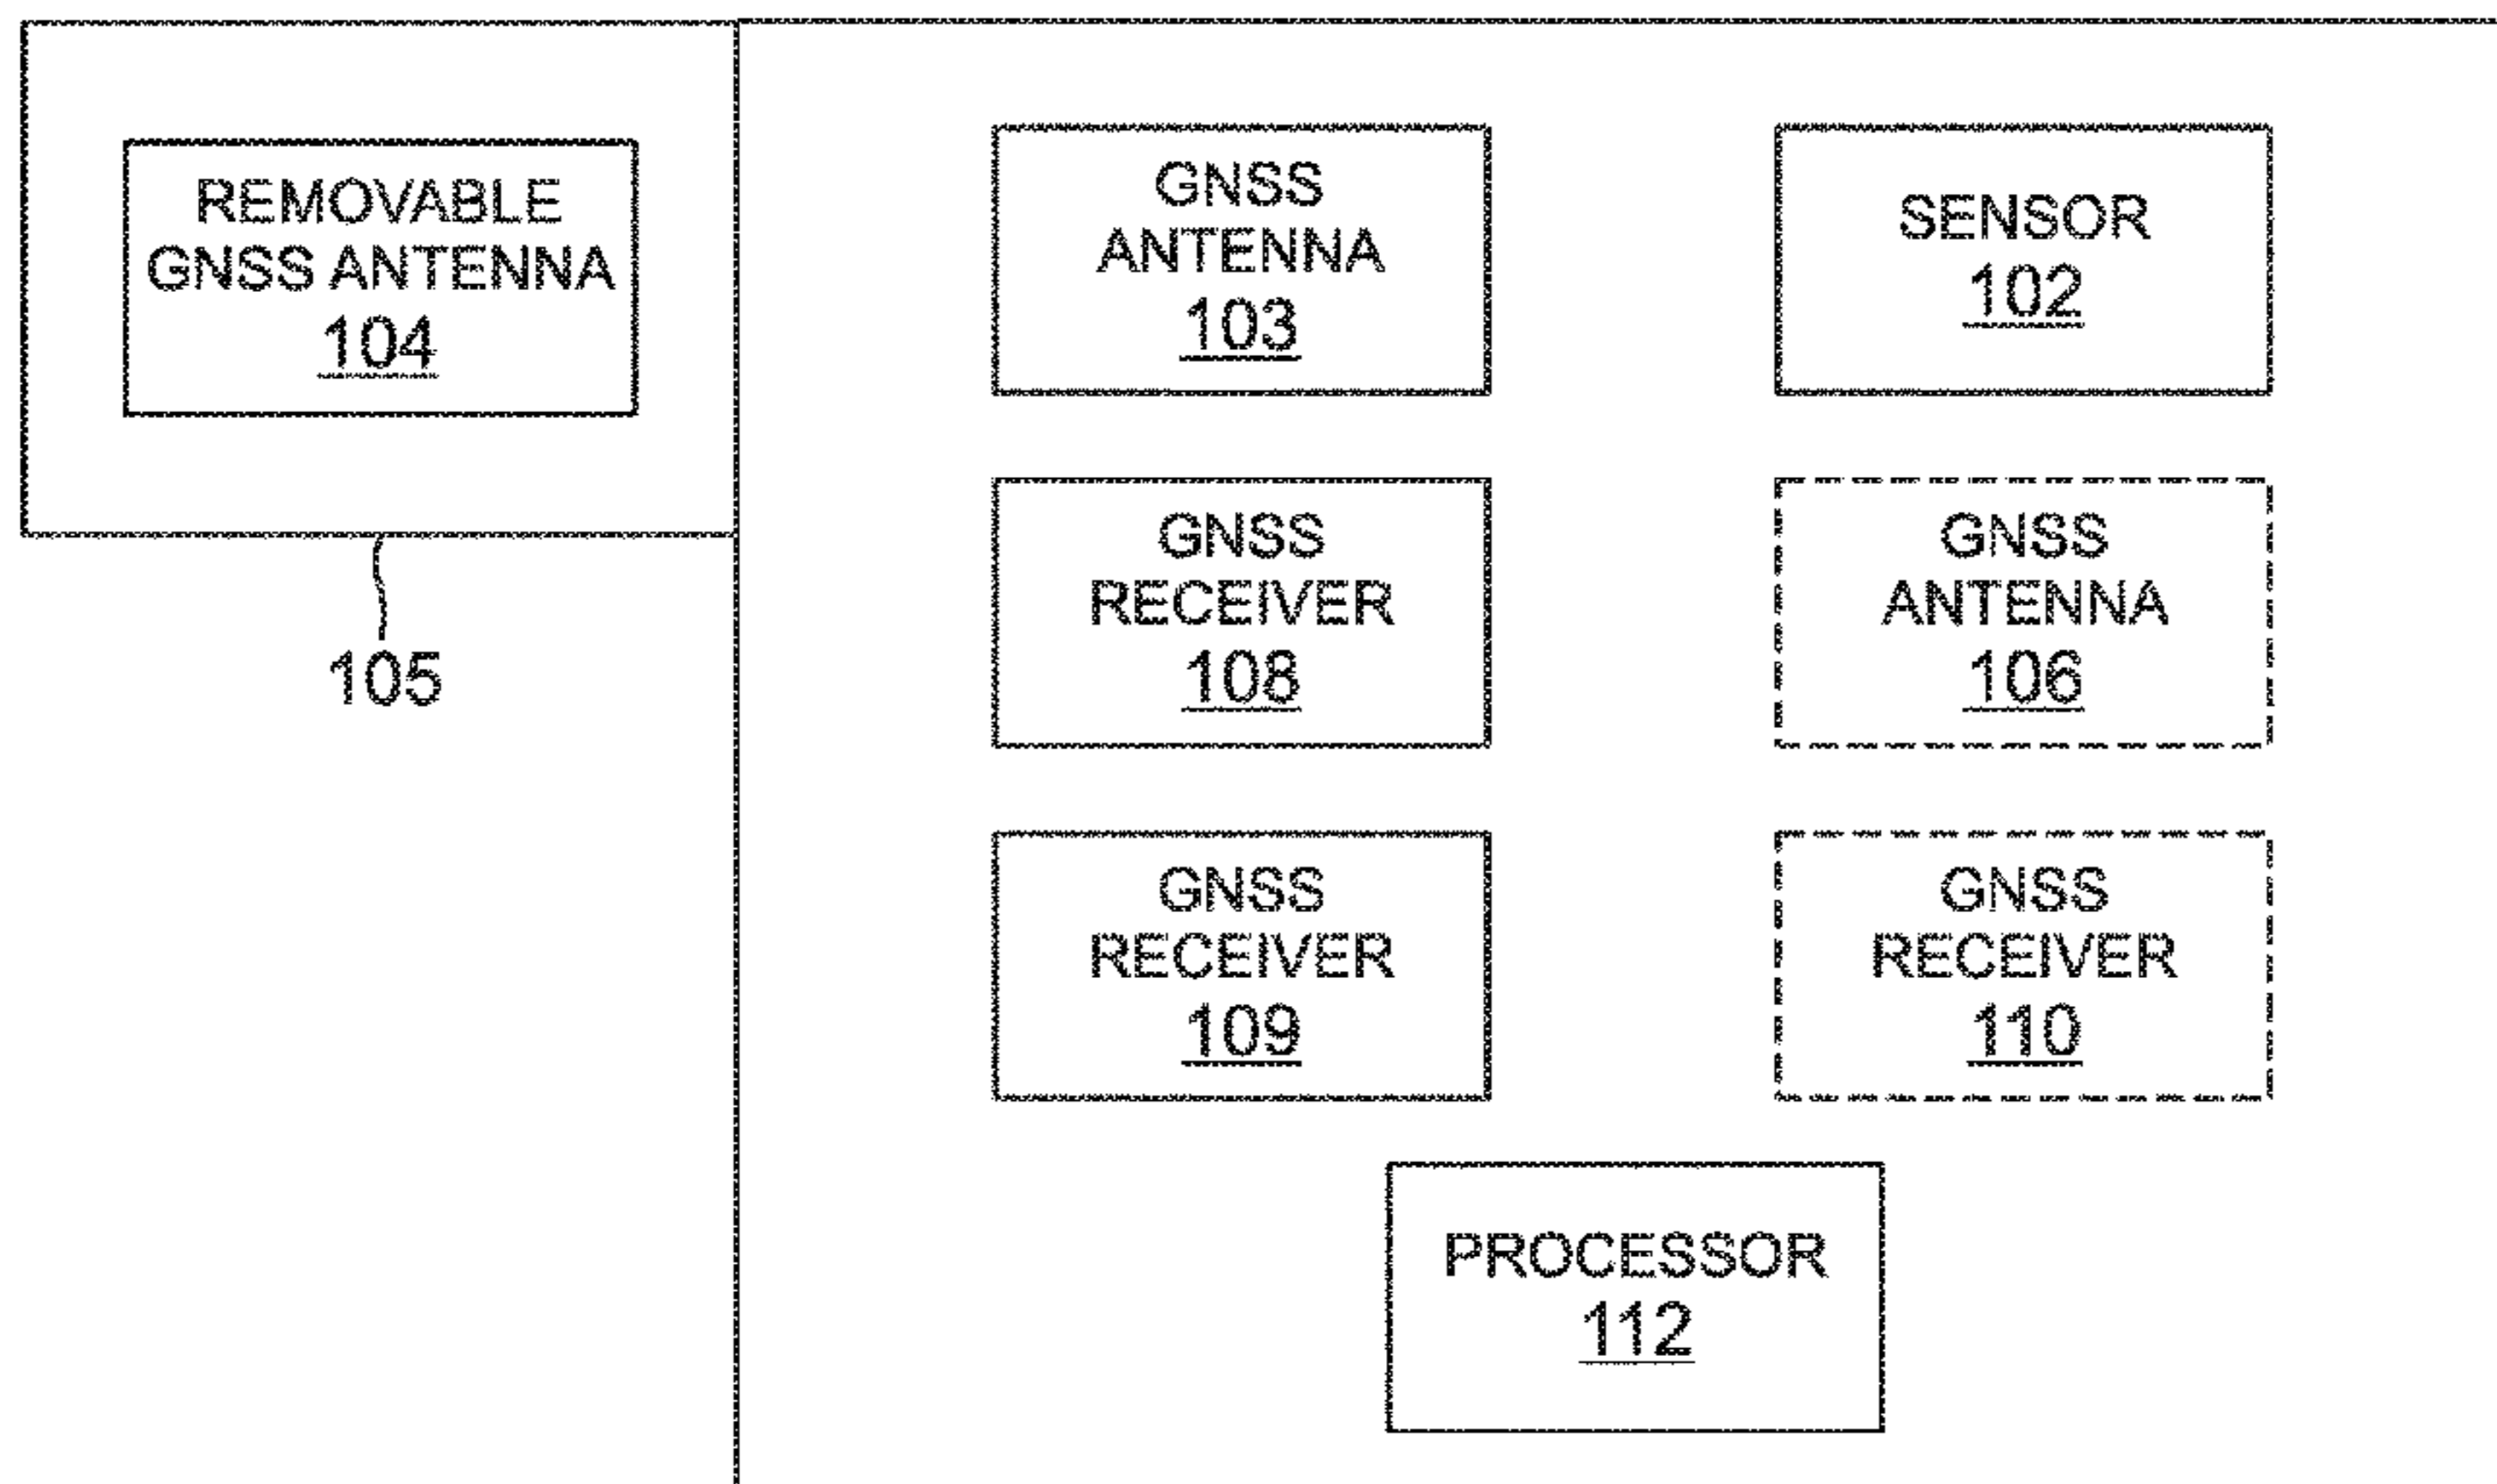 REMOVABLE
GNSS ANTENNA
104
105
GNSS
ANTENNA
103
SENSOR
102
GNSS
RECEIVER
108
GNSS
ANTENNA
106
GNSS
RECEIVER
109
GNSS
RECEIVER
110
PROCESSOR
112